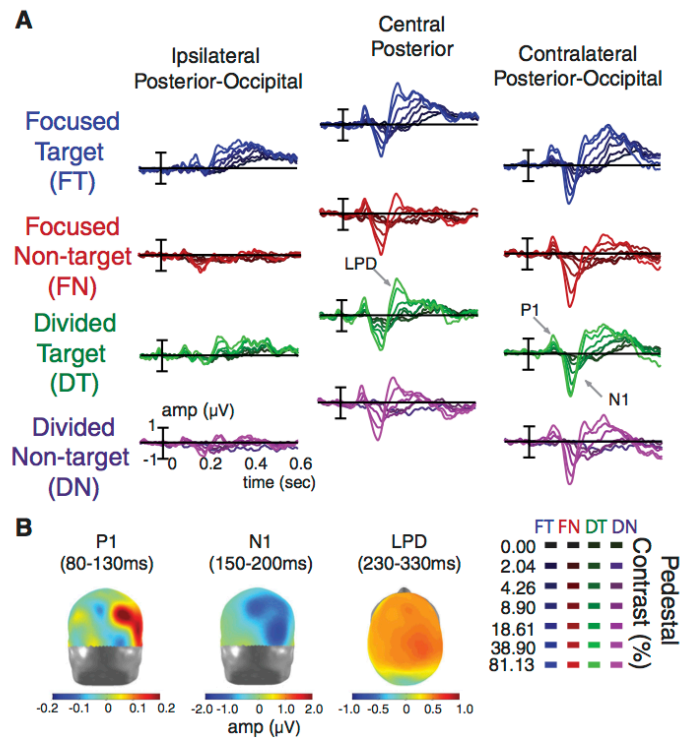 A
Ipsilateral
Posterior-Occipital
Central
Posterior
Contralateral
Posterior-Occipital
Focused
Target
(FT)
Focused
Non-target
(FN)
LPD
P1
Divided
Target
(DT)
N1
amp (µV)
1
-1
0 0.2 0.4 0.6
time (sec)
Divided
Non-target
(DN)
B
P1
(80-130ms)
N1
(150-200ms)
LPD
(230-330ms)
-0.2 -0.1 0 0.1 0.2
-2.0 -1.0 0 1.0 2.0
-1.0 -0.5 0 0.5 1.0
amp (µV)
FT FN DT DN
0.00
2.04
4.26
8.90
18.61
38.90
81.13
Pedestal
Contrast (%)